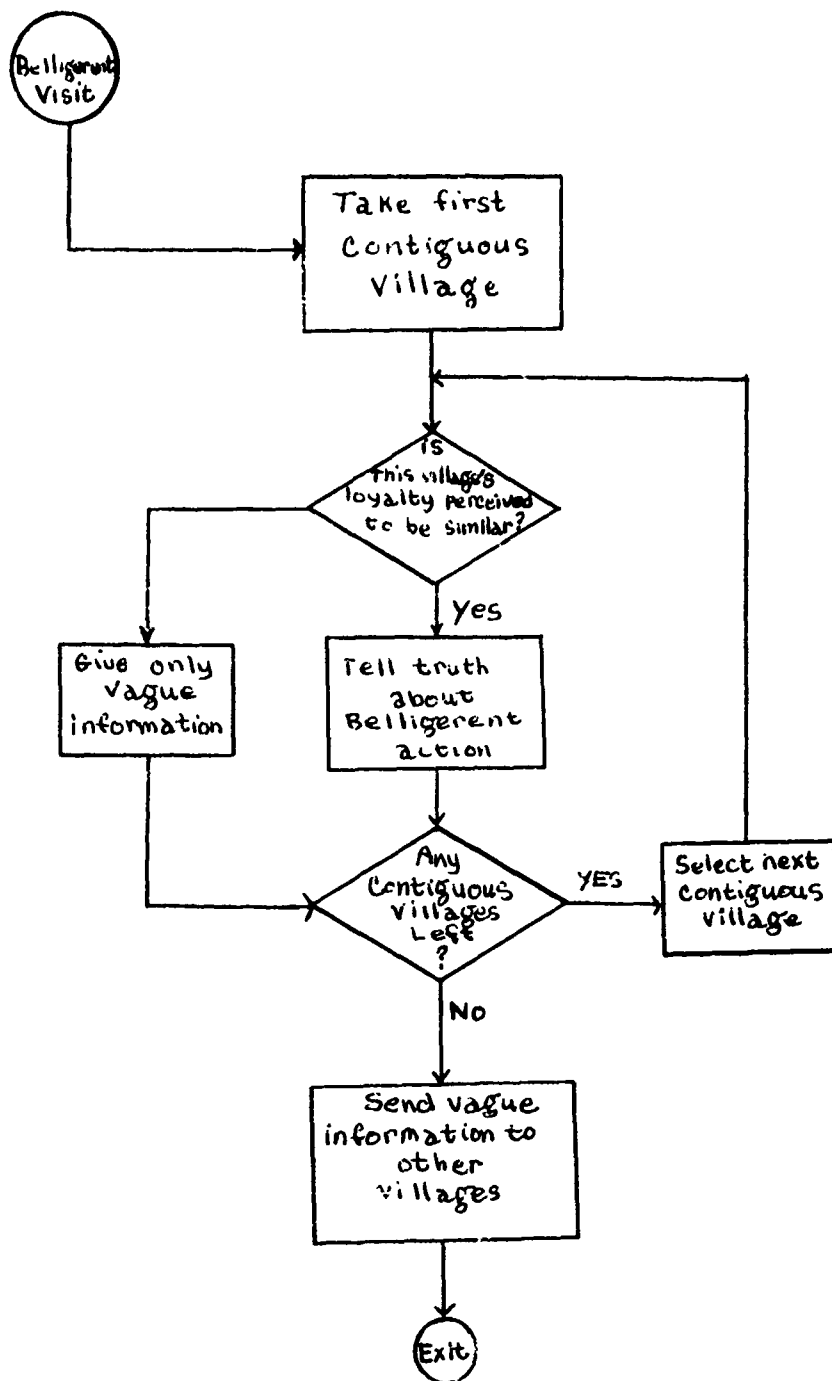 Belligerent
Visit
Take first
Contiguous
Village
is
This village's
loyalty perceived
to be similar?
Yes
Give only
vague
information
Tell truth
about
Belligerent
action
Any
Contiguous
Villages
Left
?
YES
Select next
contiguous
village
NO
Send vague
information to
other
villages
Exit